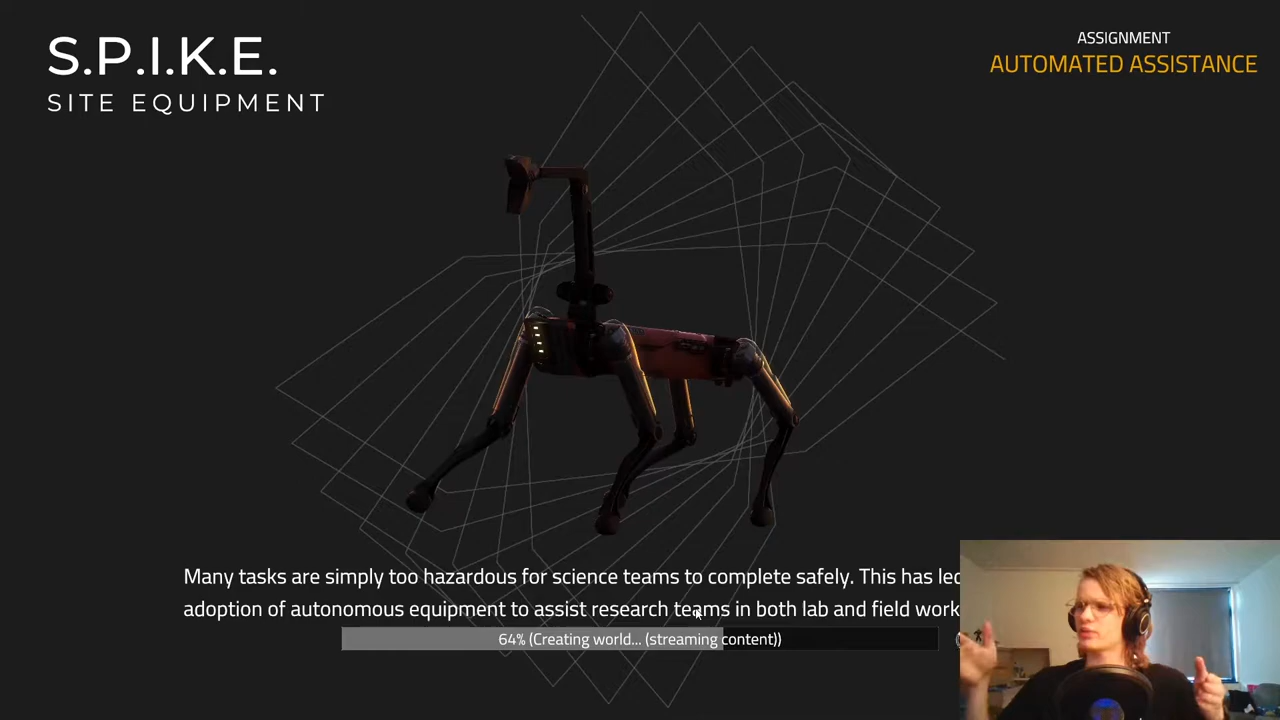 S.P.I.K.E.
SITE EQUIPMENT
ASSIGNMENT
AUTOMATED ASSISTANCE
Many tasks are simply too hazardous for science teams to complete safely. This has led
adoption of autonomous equipment to assist research teams in both lab and field work
64% (Creating world... (streaming content))